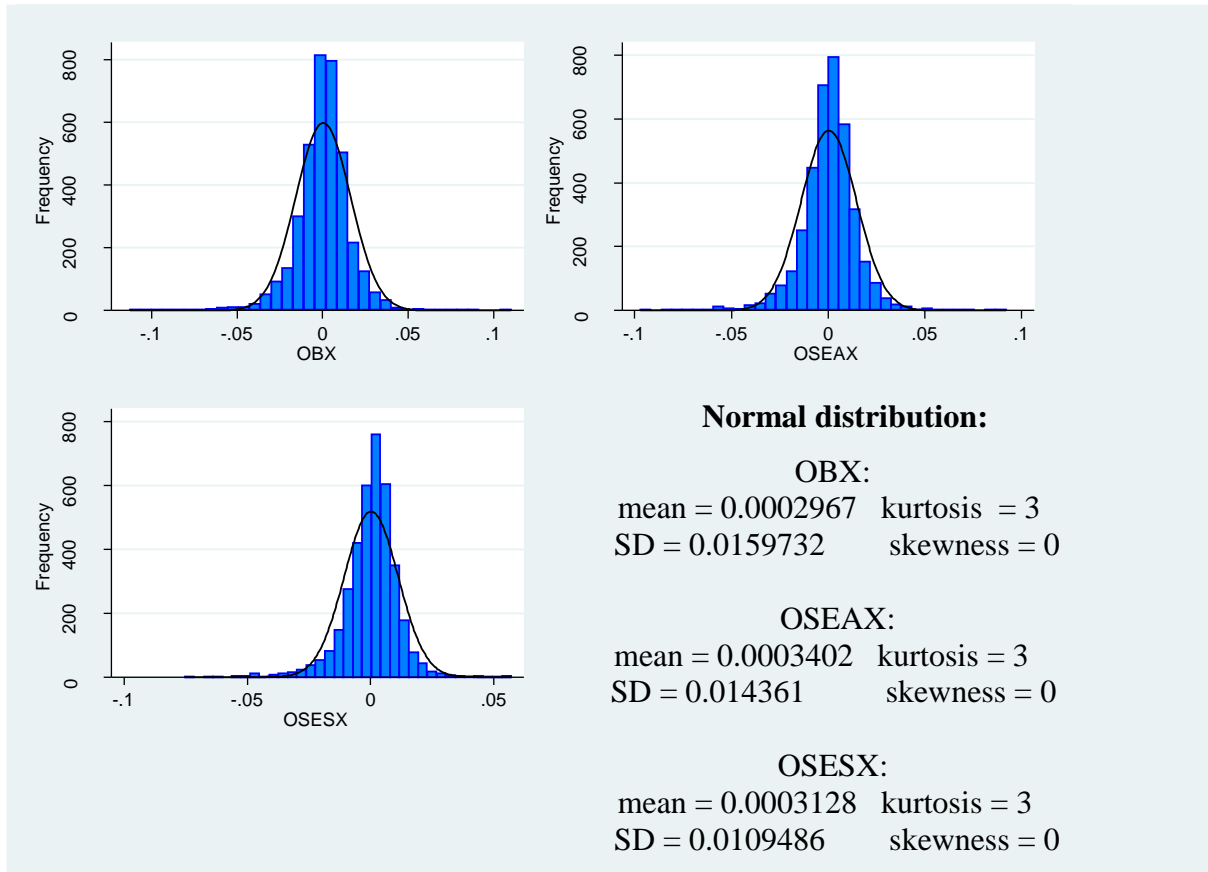 800
600
400
200
0
Frequency
-.1 -.05 0 .05 .1
OBX
800
600
400
200
0
Frequency
-.1 -.05 0 .05 .1
OSEAX
800
600
400
200
0
Frequency
-.1 -.05 0 .05
OSESX
Normal distribution:
OBX:
mean = 0.0002967 kurtosis = 3
SD = 0.0159732 skewness = 0
OSEAX:
mean = 0.0003402 kurtosis = 3
SD = 0.014361 skewness = 0
OSESX:
mean = 0.0003128 kurtosis = 3
SD = 0.0109486 skewness = 0